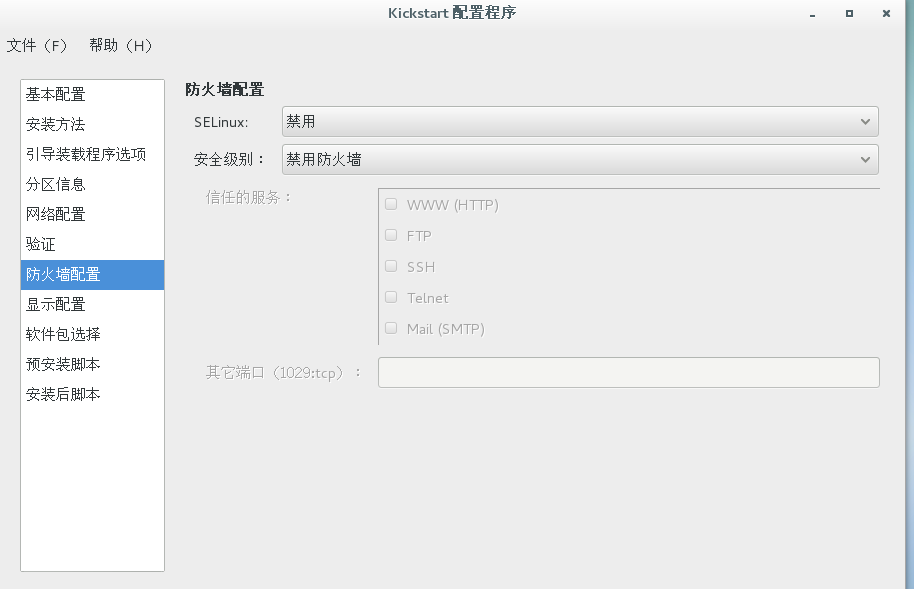 Kickstart 配置程序
文件（F） 帮助（H）
基本配置
安装方法
引导装载程序选项
分区信息
网络配置
验证
防火墙配置
显示配置
软件包选择
预安装脚本
安装后脚本
防火墙配置
SELinux: 禁用
安全级别： 禁用防火墙
信任的服务：
WWW (HTTP)
FTP
SSH
Telnet
Mail (SMTP)
其它端口（1029:tcp）：